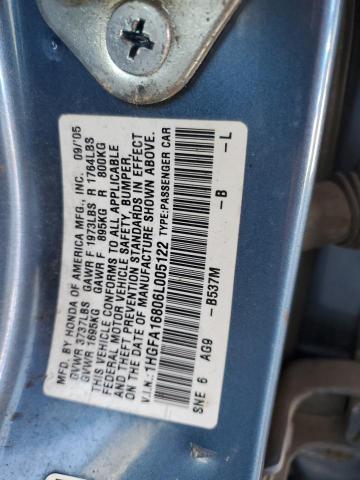 MFD. BY HONDA OF AMERICA MFG., INC. 09/'05
GVWR 3737LBS GAWR F 1973LBS R 1764LBS
GVWR 1695KG GAWR F 895KG R 800KG
THIS VEHICLE CONFORMS TO ALL APPLICABLE
FEDERAL MOTOR VEHICLE SAFETY, BUMPER,
AND THEFT PREVENTION STANDARDS IN EFFECT
ON THE DATE OF MANUFACTURE SHOWN ABOVE.
V.I.N.: 1HGFA16806L005122 TYPE:PASSENGER CAR
SNE 6 AG9 -B537M -B -L